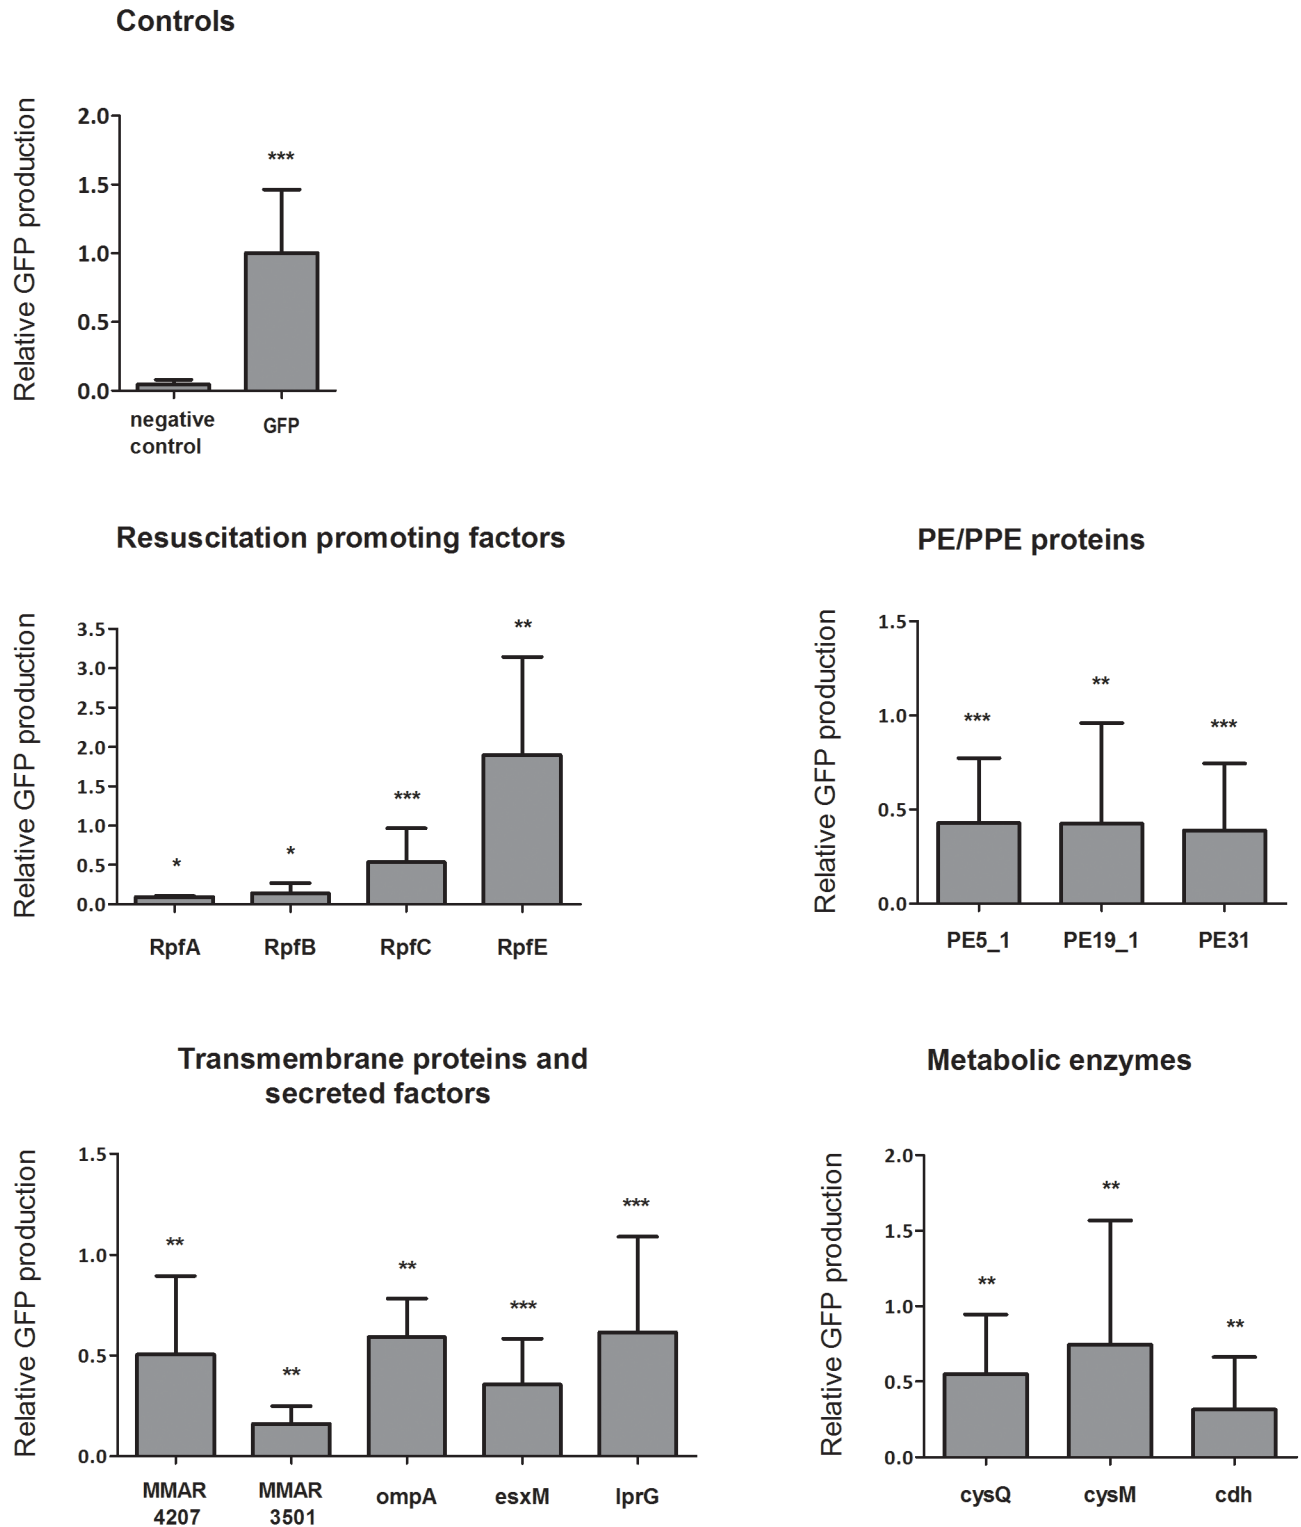 Controls
Relative GFP production
2.0
1.5
1.0
0.5
0.0
***
negative
control
GFP
Resuscitation promoting factors
Relative GFP production
3.5
3.0
2.5
2.0
1.5
1.0
0.5
0.0
*
*
***
**
RpfA
RpfB
RpfC
RpfE
PE/PPE proteins
Relative GFP production
1.5
1.0
0.5
0.0
***
**
***
PE5_1
PE19_1
PE31
Transmembrane proteins and
secreted factors
Relative GFP production
1.5
1.0
0.5
0.0
**
**
**
***
***
MMAR
4207
MMAR
3501
ompA
esxM
lprG
Metabolic enzymes
Relative GFP production
2.0
1.5
1.0
0.5
0.0
**
**
**
cysQ
cysM
cdh